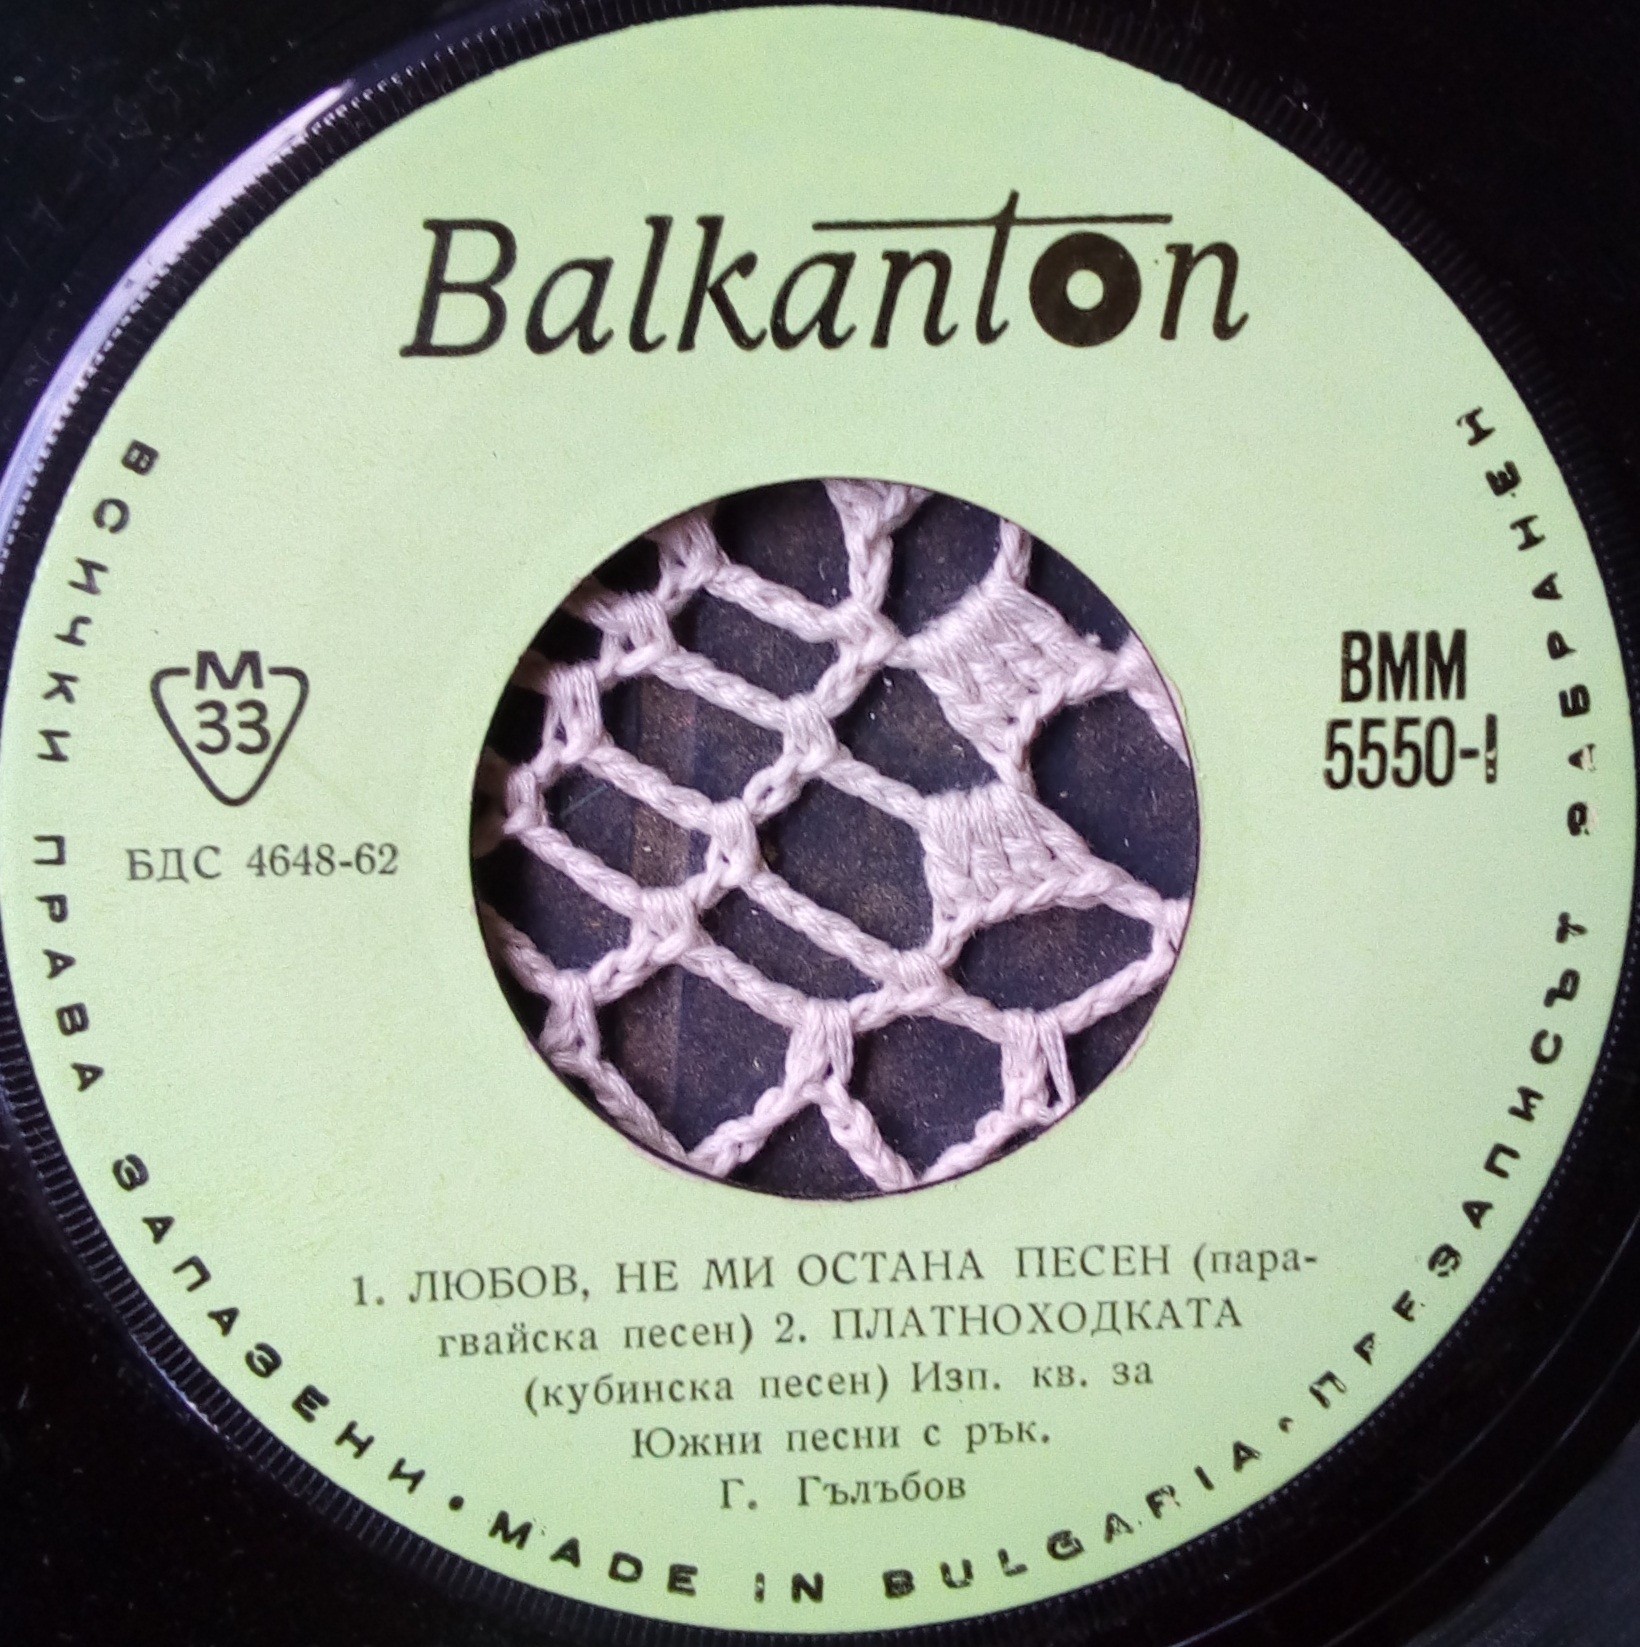 Balkanton
M
33
БДС 4648-62
ВММ
5550-I
1. ЛЮБОВ, НЕ МИ ОСТАНА ПЕСЕН (пара-
гвайска песен) 2. ПЛАТНОХОДКАТА
(кубинска песен) Изп. кв. за
Южни песни с рък.
Г. Гълъбов
ВСИЧКИ ПРАВА ЗАПАЗЕНИ • MADE IN BULGARIA • ПРЕЗАПИСЪТ ЗАБРАНЕН